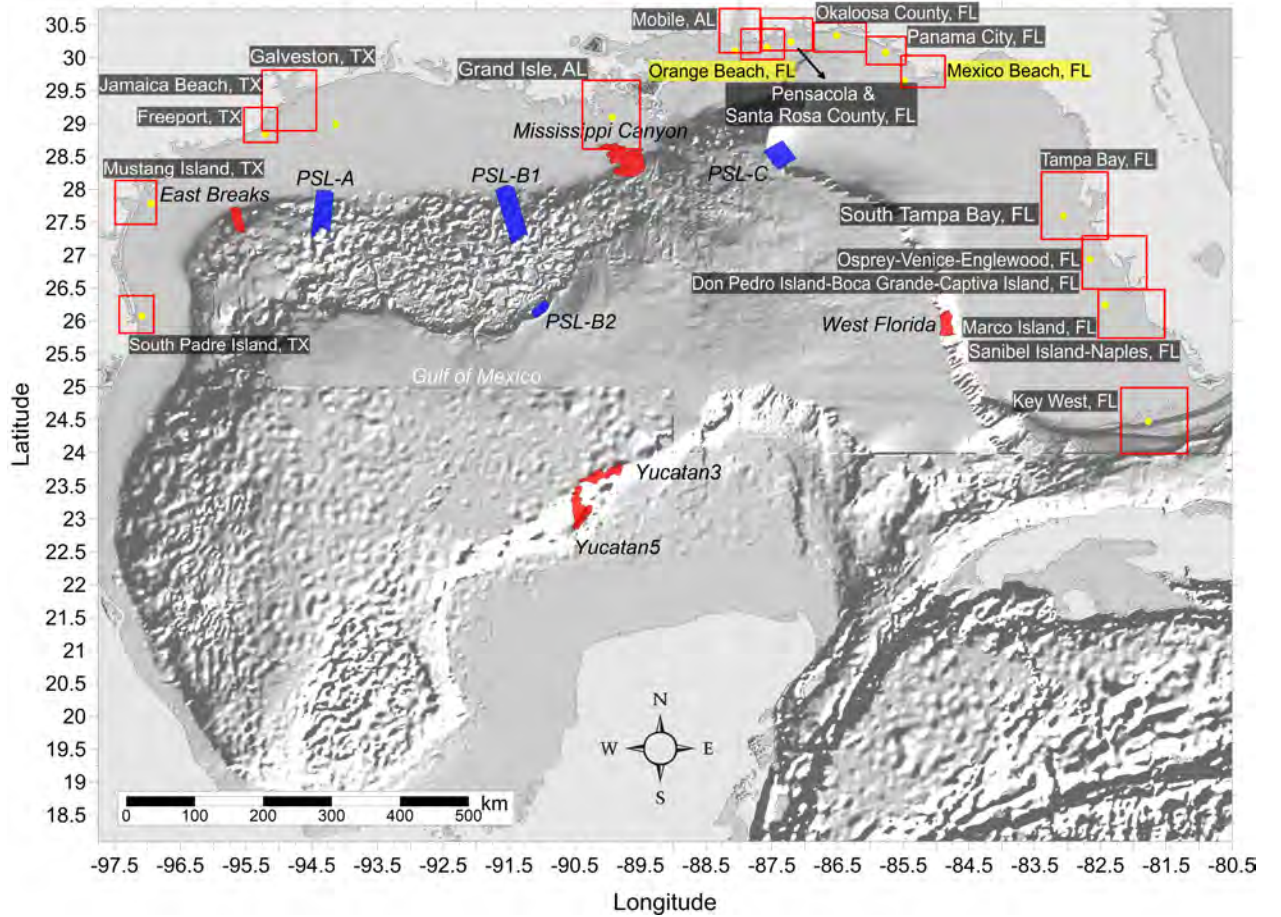 30.5
30
29.5
29
28.5
28
27.5
27
26.5
26
25.5
25
24.5
24
23.5
23
22.5
22
21.5
21
20.5
20
19.5
19
18.5
Latitude
Mobile, AL
Okaloosa County, FL
Galveston, TX
Panama City, FL
Grand Isle, AL
Orange Beach, FL
Mexico Beach, FL
Jamaica Beach, TX
Pensacola &
Santa Rosa County, FL
Freeport, TX
Mississippi Canyon
Mustang Island, TX
East Breaks
PSL-A
PSL-B1
PSL-C
Tampa Bay, FL
South Tampa Bay, FL
Osprey-Venice-Englewood, FL
Don Pedro Island-Boca Grande-Captiva Island, FL
PSL-B2
West Florida
Marco Island, FL
South Padre Island, TX
Sanibel Island-Naples, FL
Gulf of Mexico
Key West, FL
Yucatan3
Yucatan5
N
W E
S
km
0 100 200 300 400 500
-97.5 -96.5 -95.5 -94.5 -93.5 -92.5 -91.5 -90.5 -89.5 -88.5 -87.5 -86.5 -85.5 -84.5 -83.5 -82.5 -81.5 -80.5
Longitude